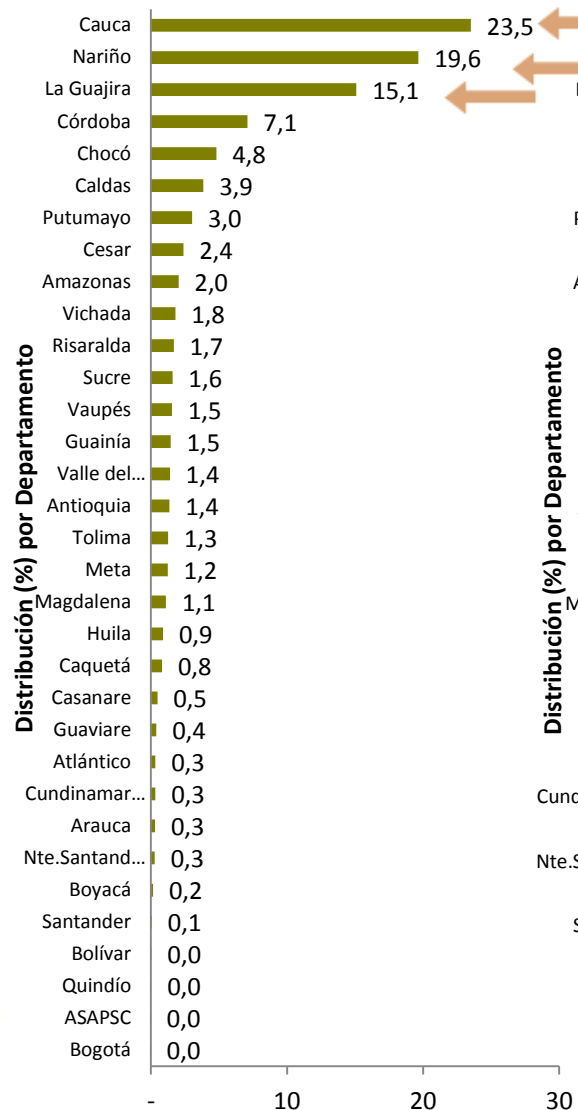 Cauca 23,5
Nariño 19,6
La Guajira 15,1
Córdoba 7,1
Chocó 4,8
Caldas 3,9
Putumayo 3,0
Cesar 2,4
Amazonas 2,0
Vichada 1,8
Risaralda 1,7
Sucre 1,6
Vaupés 1,5
Guainía 1,5
Valle del... 1,4
Antioquia 1,4
Tolima 1,3
Meta 1,2
Magdalena 1,1
Huila 0,9
Caquetá 0,8
Casanare 0,5
Guaviare 0,4
Atlántico 0,3
Cundinamar... 0,3
Arauca 0,3
Nte.Santand... 0,3
Boyacá 0,2
Santander 0,1
Bolívar 0,0
Quindío 0,0
ASAPSC 0,0
Bogotá 0,0
- 10 20 30
Distribución (%) por Departamento
Distribución (%) por Departamento
M
A
Cund
Nte.S
S